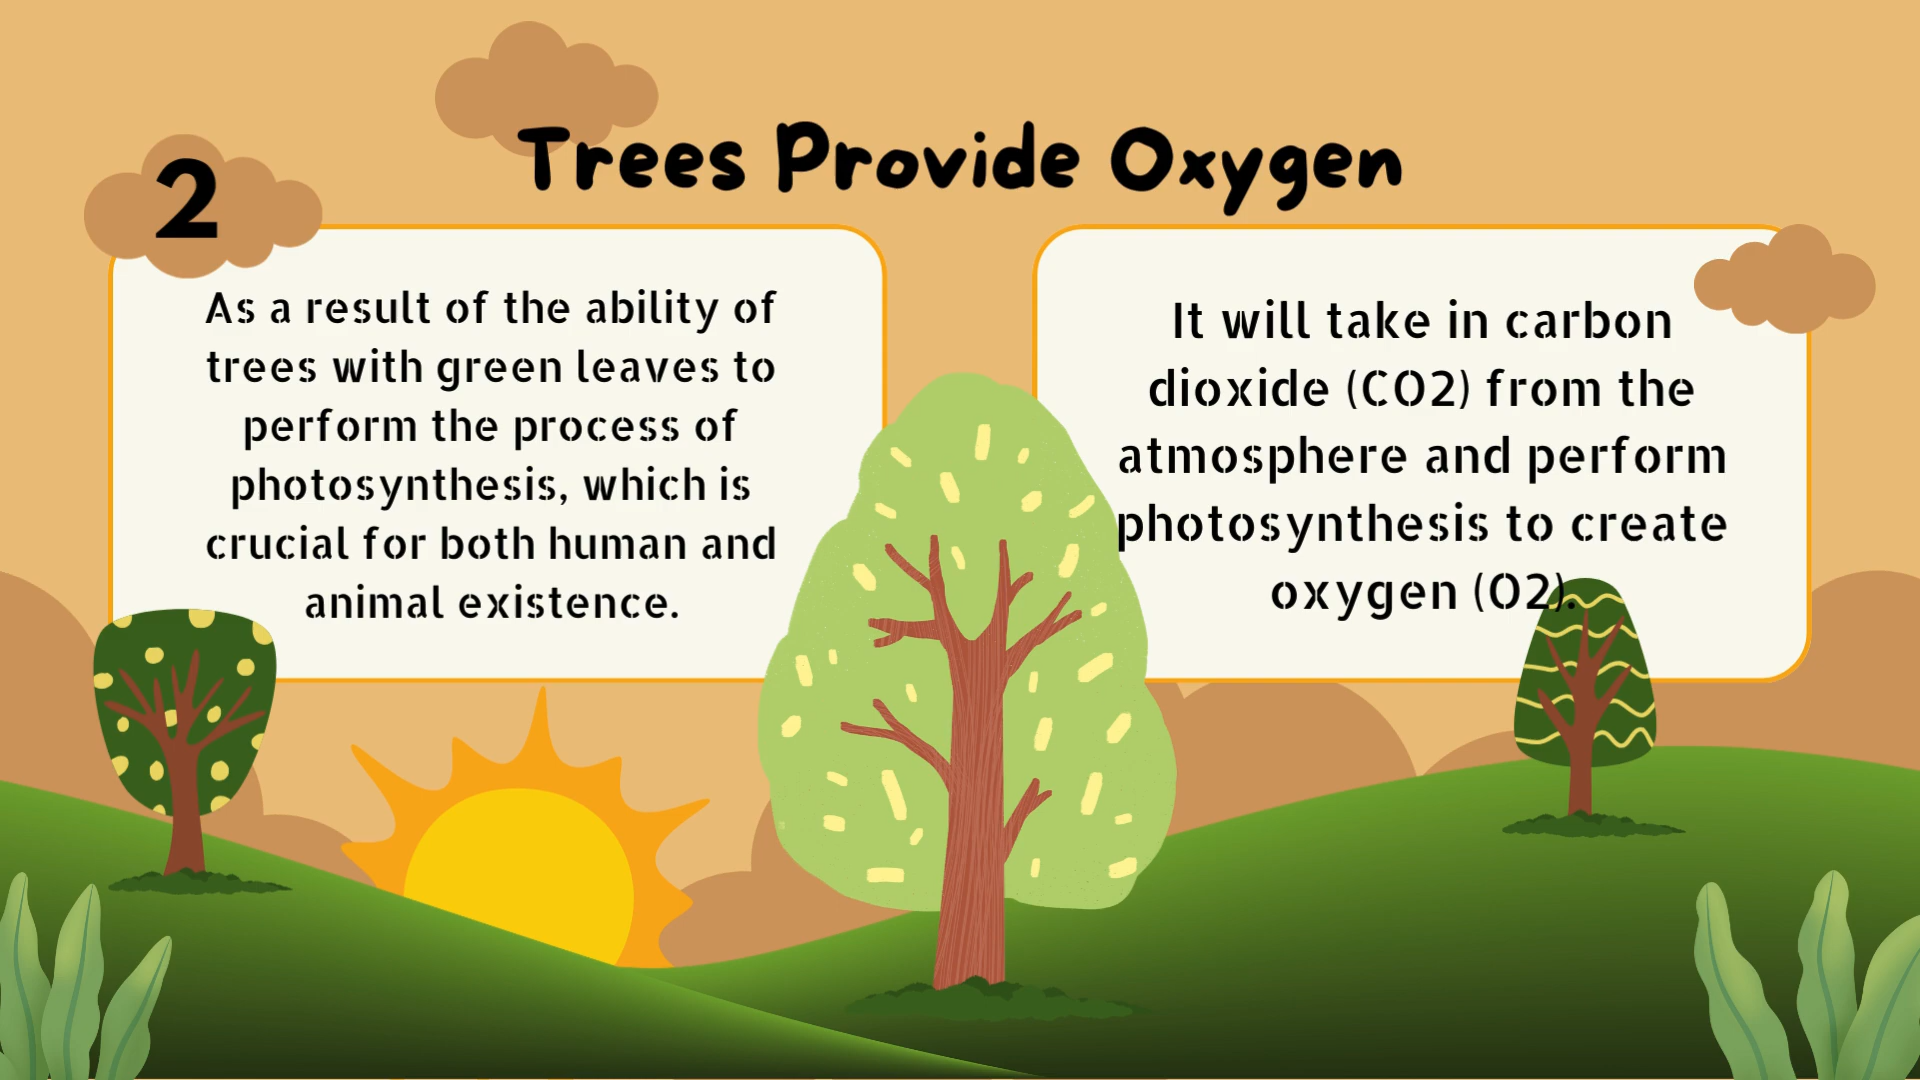 2
Trees Provide Oxygen
As a result of the ability of
trees with green leaves to
perform the process of
photosynthesis, which is
crucial for both human and
animal existence.
It will take in carbon
dioxide (CO2) from the
atmosphere and perform
photosynthesis to create
oxygen (O2).